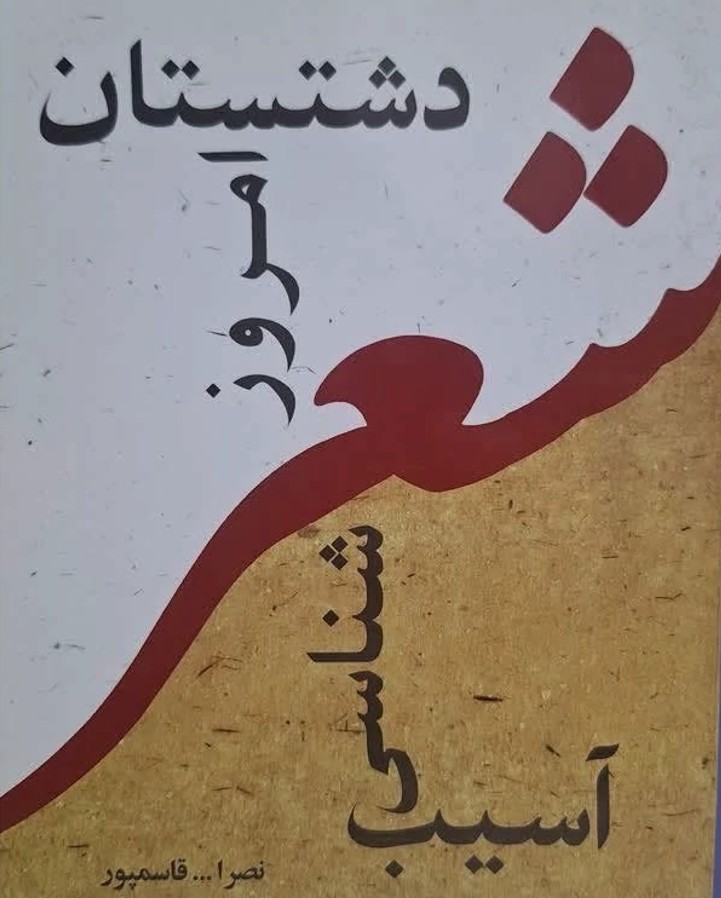 آسیب
شناسی
شعر
امروز
دشتستان
نصرا... قاسمپور